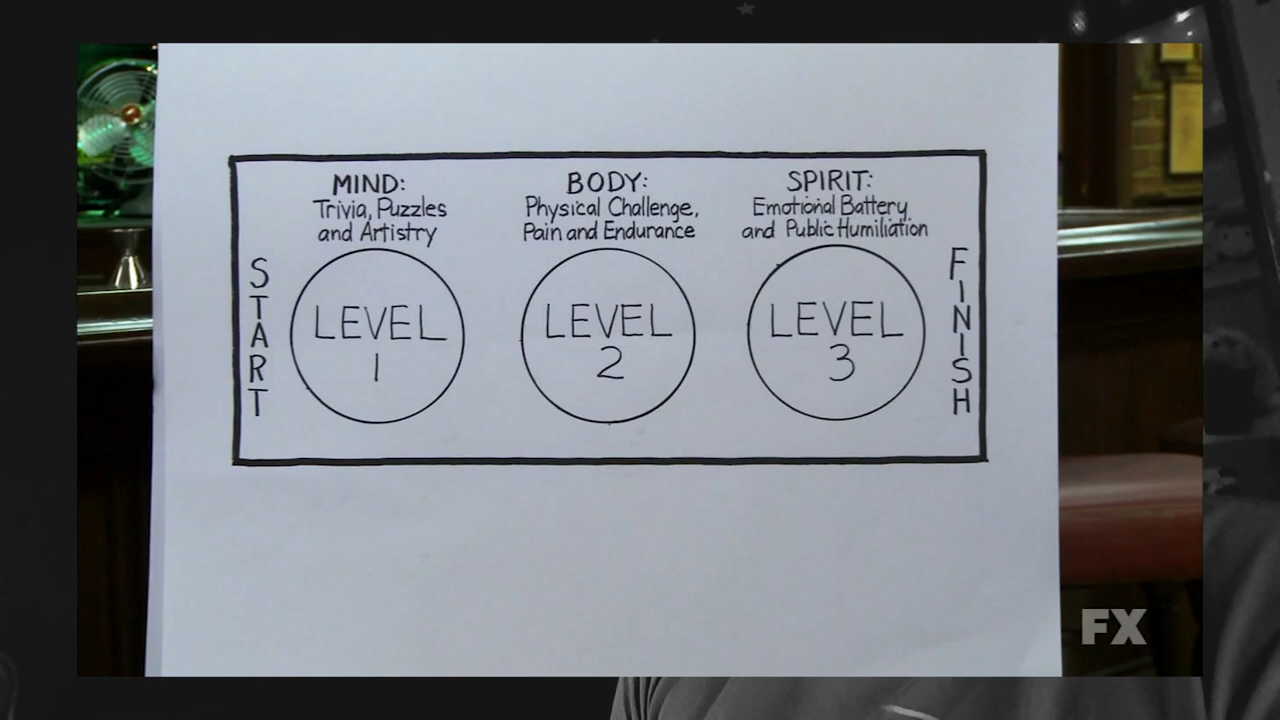 MIND:
Trivia, Puzzles
and Artistry
BODY:
Physical Challenge,
Pain and Endurance
SPIRIT:
Emotional Battery
and Public Humiliation
START
LEVEL
1
LEVEL
2
LEVEL
3
FINISH
FX